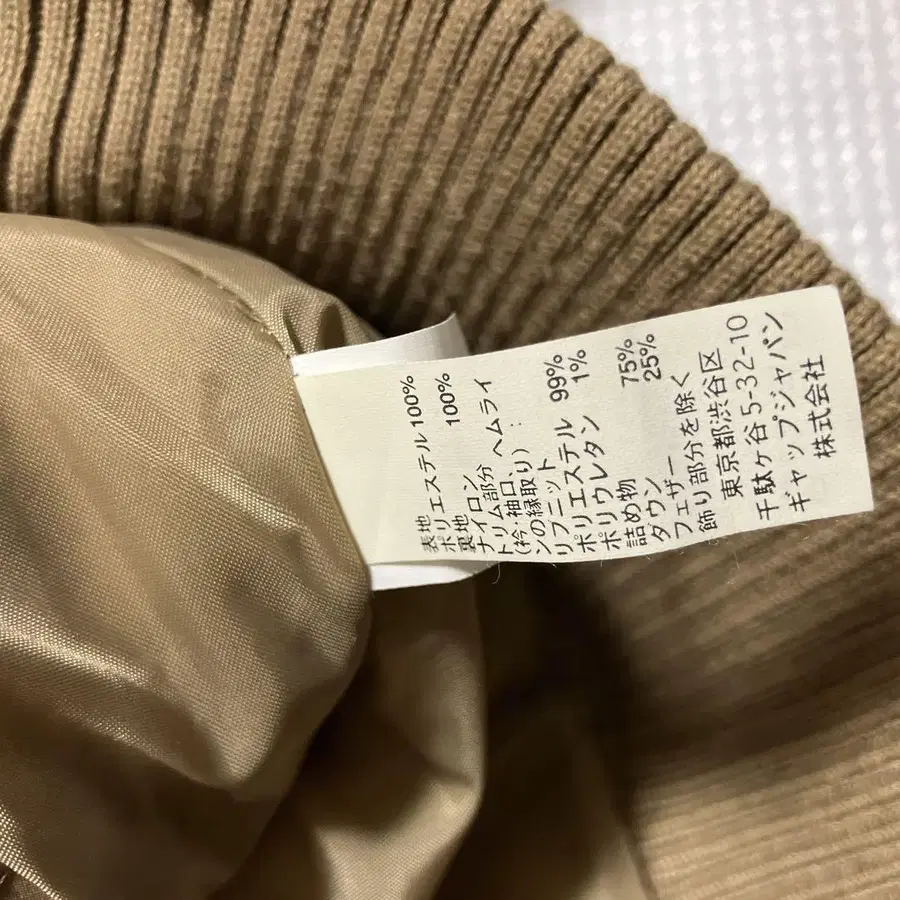 表地
ポリエステル 100%
裏地
ナイロン 100%
トリム部分
(衿・袖口、ヘムライ
ンの縁取り) :
リブニット
ポリエステル 99%
ポリウレタン 1%
詰め物
ダウン 75%
フェザー 25%
飾り部分を除く
東京都渋谷区
千駄ヶ谷5-32-10
ギャップジャパン
株式会社